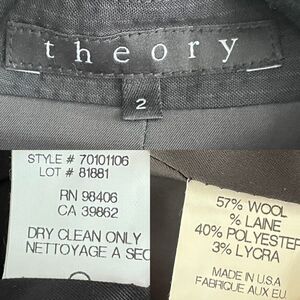 theory
2
STYLE # 70101106
LOT # 81881
RN 98406
CA 39862
DRY CLEAN ONLY
NETTOYAGE A SEC
57% WOOL
% LAINE
40% POLYESTER
3% LYCRA
MADE IN U.S.A
FABRIQUE AUX EU